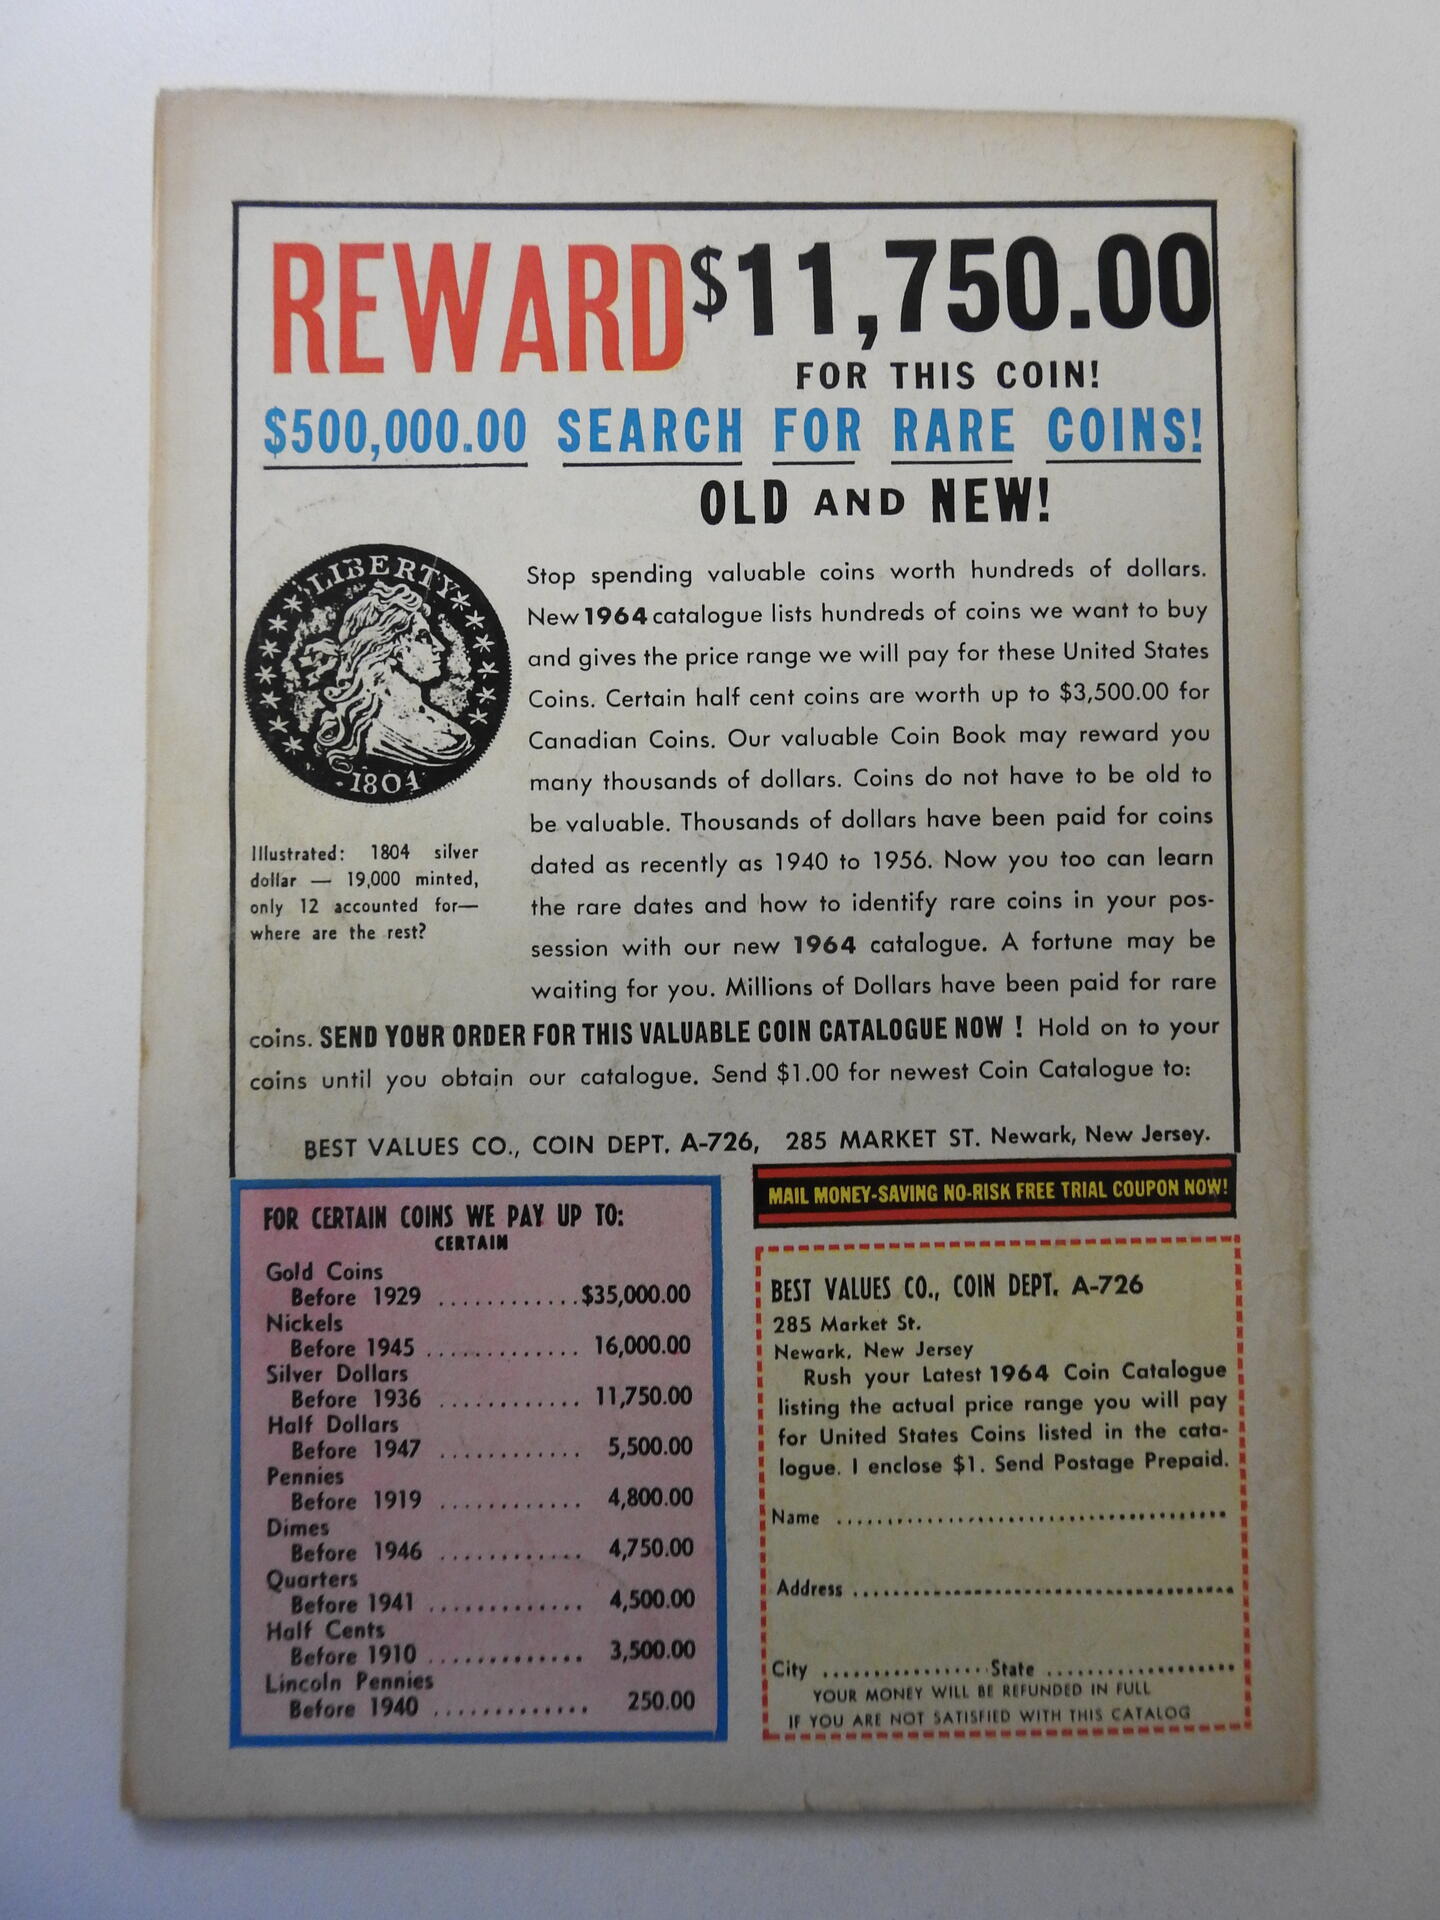 REWARD $11,750.00
FOR THIS COIN!
$500,000.00 SEARCH FOR RARE COINS!
OLD AND NEW!
LIBERTY
1804
Illustrated: 1804 silver
dollar — 19,000 minted,
only 12 accounted for—
where are the rest?
Stop spending valuable coins worth hundreds of dollars.
New 1964 catalogue lists hundreds of coins we want to buy
and gives the price range we will pay for these United States
Coins. Certain half cent coins are worth up to $3,500.00 for
Canadian Coins. Our valuable Coin Book may reward you
many thousands of dollars. Coins do not have to be old to
be valuable. Thousands of dollars have been paid for coins
dated as recently as 1940 to 1956. Now you too can learn
the rare dates and how to identify rare coins in your pos-
session with our new 1964 catalogue. A fortune may be
waiting for you. Millions of Dollars have been paid for rare
coins. SEND YOUR ORDER FOR THIS VALUABLE COIN CATALOGUE NOW ! Hold on to your
coins until you obtain our catalogue. Send $1.00 for newest Coin Catalogue to:
BEST VALUES CO., COIN DEPT. A-726, 285 MARKET ST. Newark, New Jersey.
FOR CERTAIN COINS WE PAY UP TO:
CERTAIN
Gold Coins
Before 1929 ............$35,000.00
Nickels
Before 1945 ............. 16,000.00
Silver Dollars
Before 1936 ............ 11,750.00
Half Dollars
Before 1947 ............ 5,500.00
Pennies
Before 1919 ............ 4,800.00
Dimes
Before 1946 ............ 4,750.00
Quarters
Before 1941 ............. 4,500.00
Half Cents
Before 1910 ............. 3,500.00
Lincoln Pennies
Before 1940 ............. 250.00
MAIL MONEY-SAVING NO-RISK FREE TRIAL COUPON NOW!
BEST VALUES CO., COIN DEPT. A-726
285 Market St.
Newark, New Jersey
Rush your Latest 1964 Coin Catalogue
listing the actual price range you will pay
for United States Coins listed in the cata-
logue. I enclose $1. Send Postage Prepaid.
Name ........................................
Address .......................................
City ................. State ....................
YOUR MONEY WILL BE REFUNDED IN FULL
IF YOU ARE NOT SATISFIED WITH THIS CATALOG